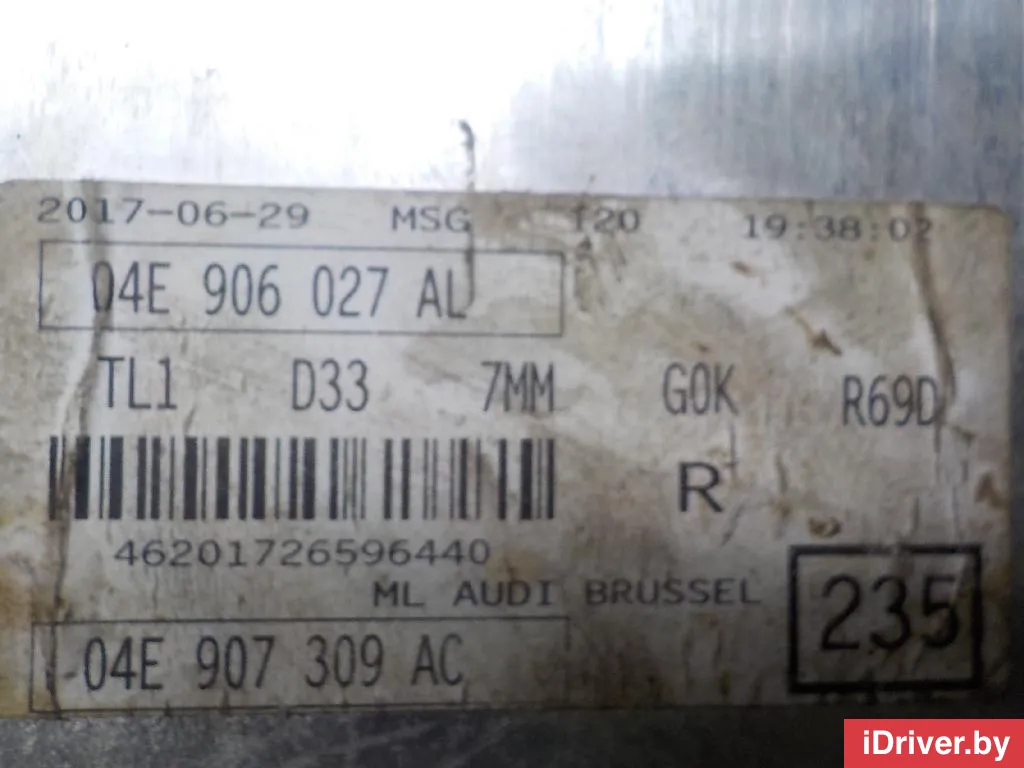 2017-06-29 MSG T20 19:38:02
04E 906 027 AL
TL1 D33 7MM G0K R69D
R
46201726596440
ML AUDI BRUSSEL
235
04E 907 309 AC
iDriver.by